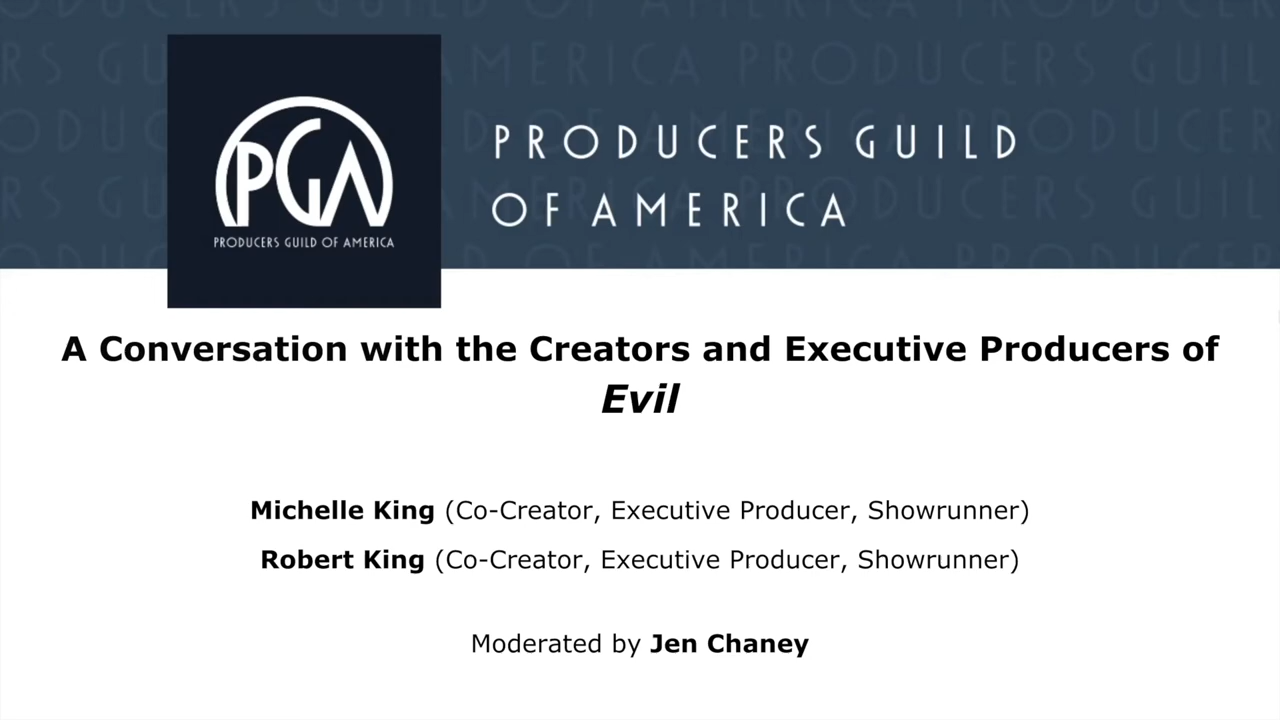 PGA
PRODUCERS GUILD OF AMERICA
PRODUCERS GUILD
OF AMERICA
A Conversation with the Creators and Executive Producers of
Evil
Michelle King (Co-Creator, Executive Producer, Showrunner)
Robert King (Co-Creator, Executive Producer, Showrunner)
Moderated by Jen Chaney